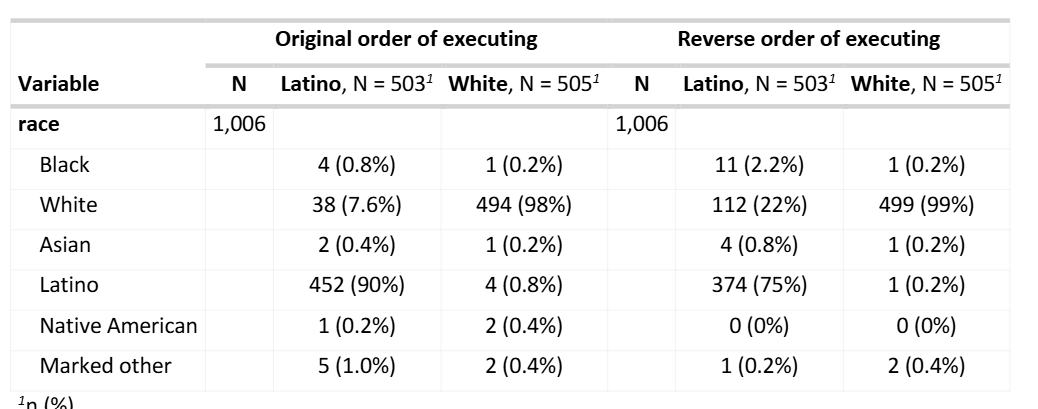 Original order of executing Reverse order of executing
Variable N Latino, N = 503¹ White, N = 505¹ N Latino, N = 503¹ White, N = 505¹
race 1,006 1,006
Black 4 (0.8%) 1 (0.2%) 11 (2.2%) 1 (0.2%)
White 38 (7.6%) 494 (98%) 112 (22%) 499 (99%)
Asian 2 (0.4%) 1 (0.2%) 4 (0.8%) 1 (0.2%)
Latino 452 (90%) 4 (0.8%) 374 (75%) 1 (0.2%)
Native American 1 (0.2%) 2 (0.4%) 0 (0%) 0 (0%)
Marked other 5 (1.0%) 2 (0.4%) 1 (0.2%) 2 (0.4%)
¹n (%)